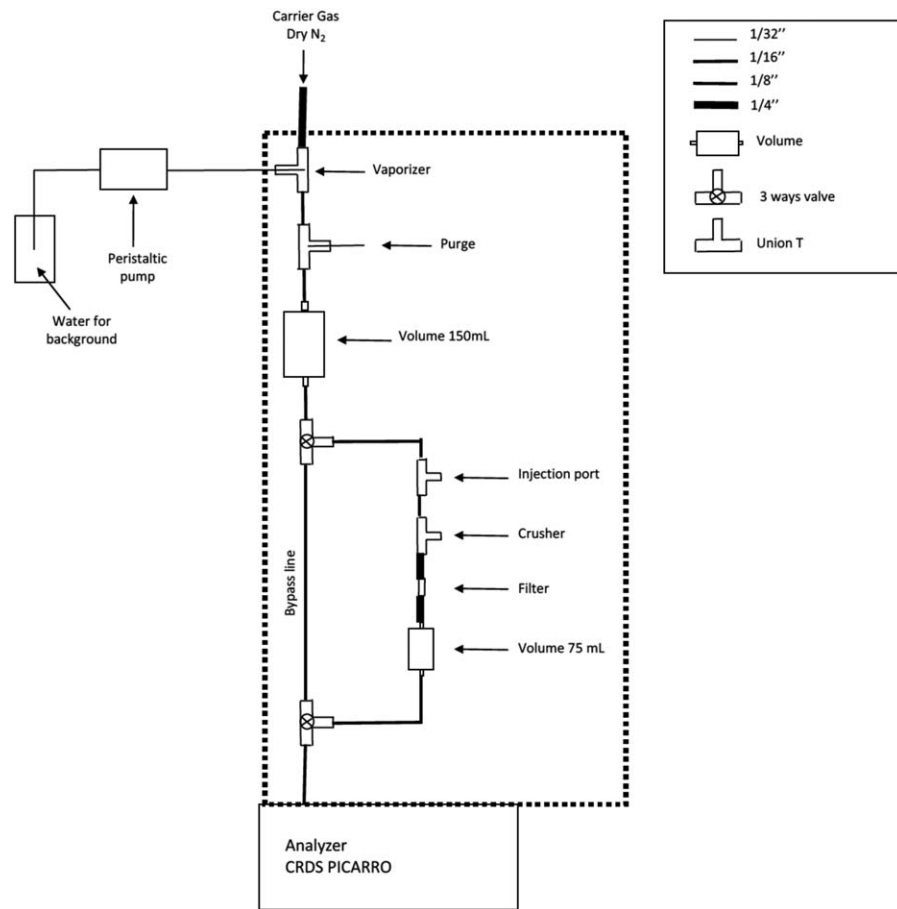 Carrier Gas
Dry N₂
1/32’’
1/16’’
1/8’’
1/4’’
Volume
3 ways valve
Union T
Vaporizer
Peristaltic
pump
Purge
Water for
background
Volume 150mL
Injection port
Crusher
Bypass line
Filter
Volume 75 mL
Analyzer
CRDS PICARRO